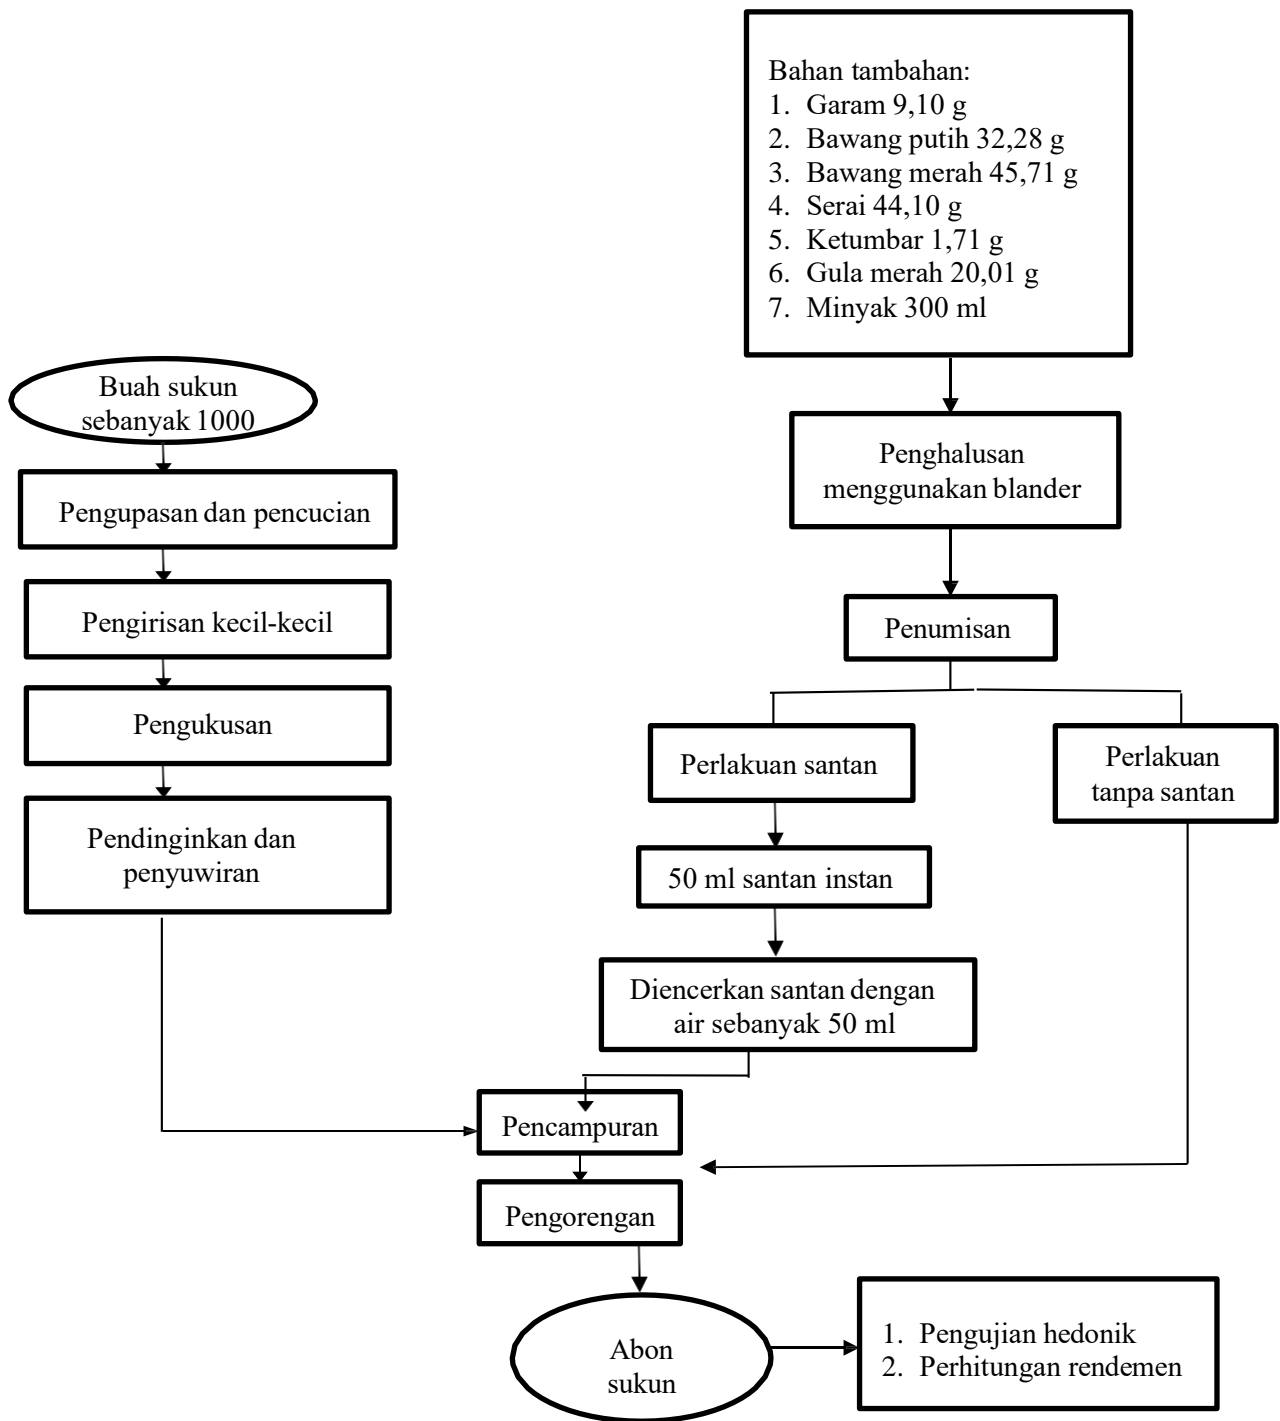 Bahan tambahan:
1. Garam 9,10 g
2. Bawang putih 32,28 g
3. Bawang merah 45,71 g
4. Serai 44,10 g
5. Ketumbar 1,71 g
6. Gula merah 20,01 g
7. Minyak 300 ml
Buah sukun
sebanyak 1000
Pengupasan dan pencucian
Pengirisan kecil-kecil
Pengukusan
Pendinginkan dan
penyuwiran
Penghalusan
menggunakan blander
Penumisan
Perlakuan santan
Perlakuan
tanpa santan
50 ml santan instan
Diencerkan santan dengan
air sebanyak 50 ml
Pencampuran
Pengorengan
Abon
sukun
1. Pengujian hedonik
2. Perhitungan rendemen